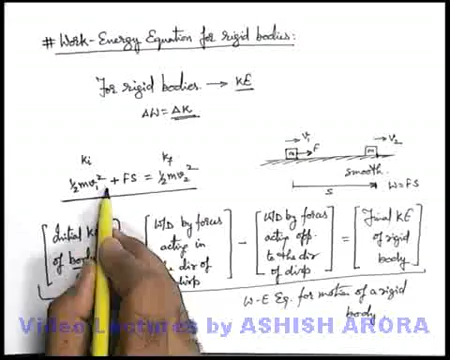 # Work-Energy Equation for rigid bodies:
For rigid bodies → KE
ΔW = ΔK
Ki Kf
½mv₁² + FS = ½mv₂²
v₁ v₂
m F m
smooth.
S W=FS
[Initial KE of body] [W/D by force acting in the dir of disp] - [W/D by forces acting opp. to the dir of disp] = [Final KE of rigid body]
W-E Eq. for motion of a rigid body
Video Lectures by ASHISH ARORA